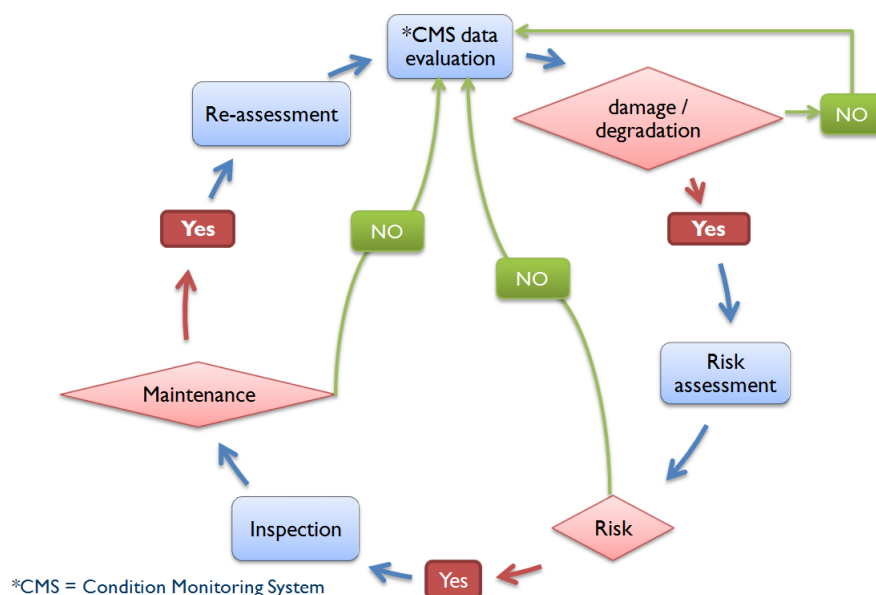 *CMS data
evaluation
damage /
degradation
NO
Yes
Risk
assessment
Risk
NO
Yes
Inspection
Maintenance
NO
Yes
Re-assessment
*CMS = Condition Monitoring System